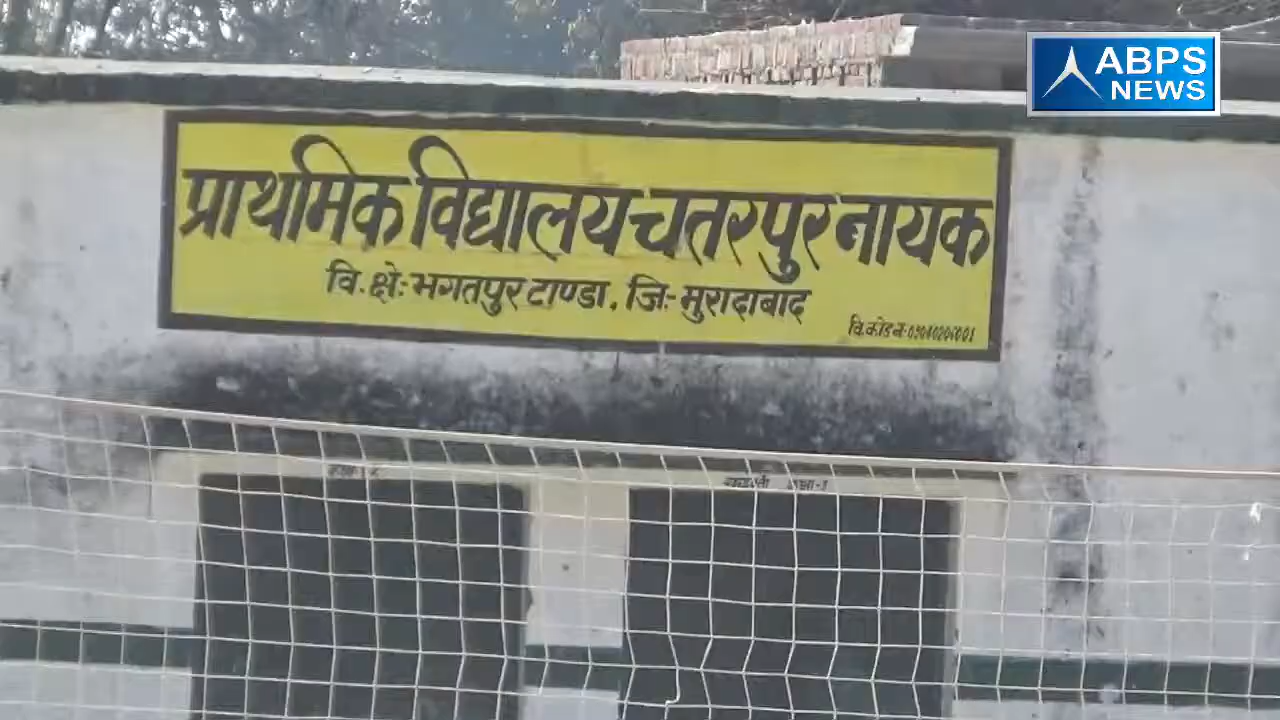 ABPS
NEWS
प्राथमिक विद्यालय चतरपुर नायक
वि. क्षे:- भगतपुर टाण्डा, जि:- मुरादाबाद
वि. कोड न:-